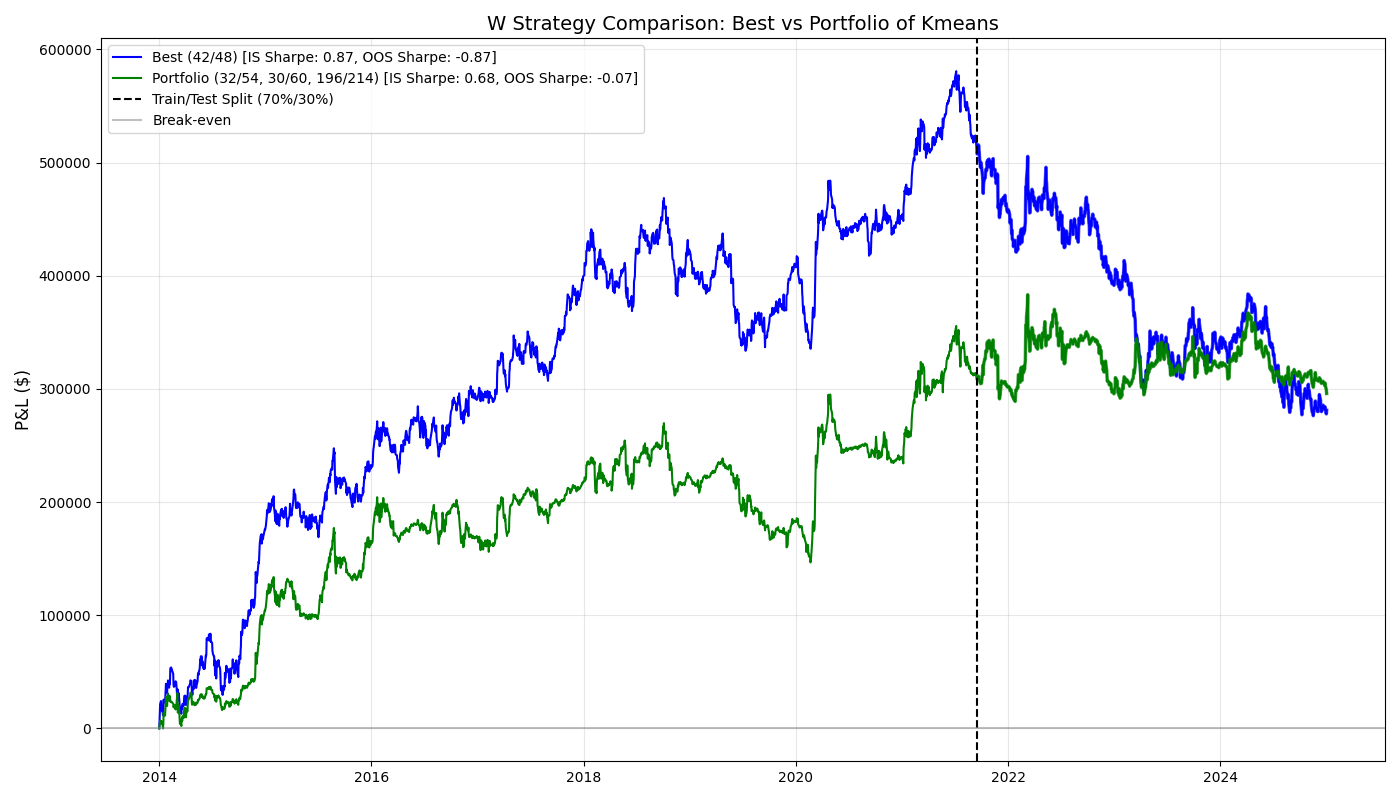 W Strategy Comparison: Best vs Portfolio of Kmeans
Best (42/48) [IS Sharpe: 0.87, OOS Sharpe: -0.87]
Portfolio (32/54, 30/60, 196/214) [IS Sharpe: 0.68, OOS Sharpe: -0.07]
Train/Test Split (70%/30%)
Break-even
P&L ($)
600000
500000
400000
300000
200000
100000
0
2014
2016
2018
2020
2022
2024